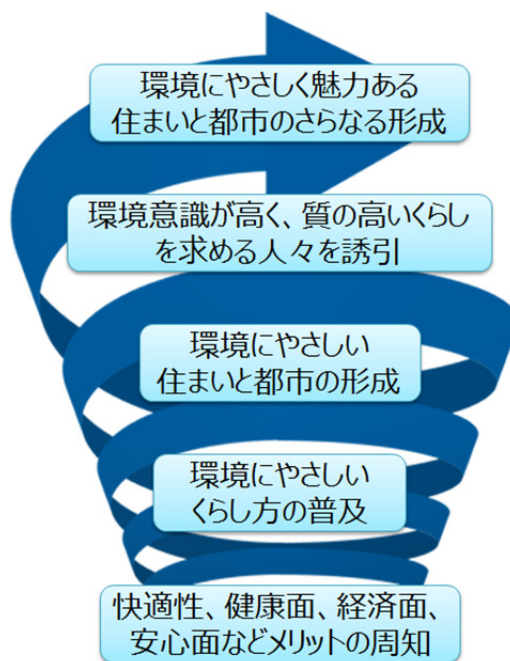 環境にやさしく魅力ある
住まいと都市のさらなる形成
環境意識が高く、質の高いくらし
を求める人々を誘引
環境にやさしい
住まいと都市の形成
環境にやさしい
くらし方の普及
快適性、健康面、経済面、
安心面などメリットの周知